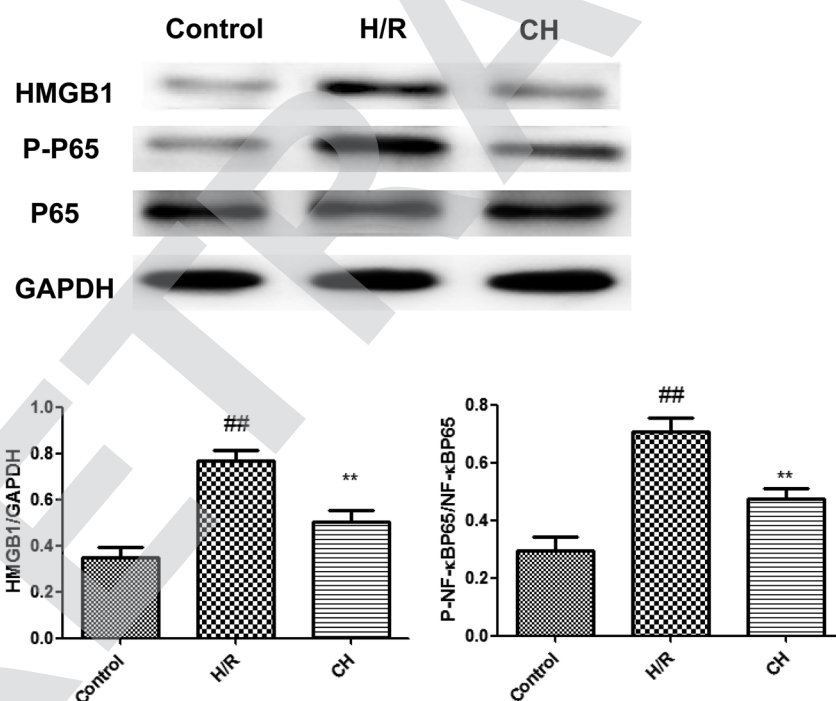 Control H/R CH
HMGB1
P-P65
P65
GAPDH
HMGB1/GAPDH
1.0
0.8
0.6
0.4
0.2
0.0
##
**
Control H/R CH
P-NF-κBP65/NF-κBP65
0.8
0.6
0.4
0.2
0.0
##
**
Control H/R CH